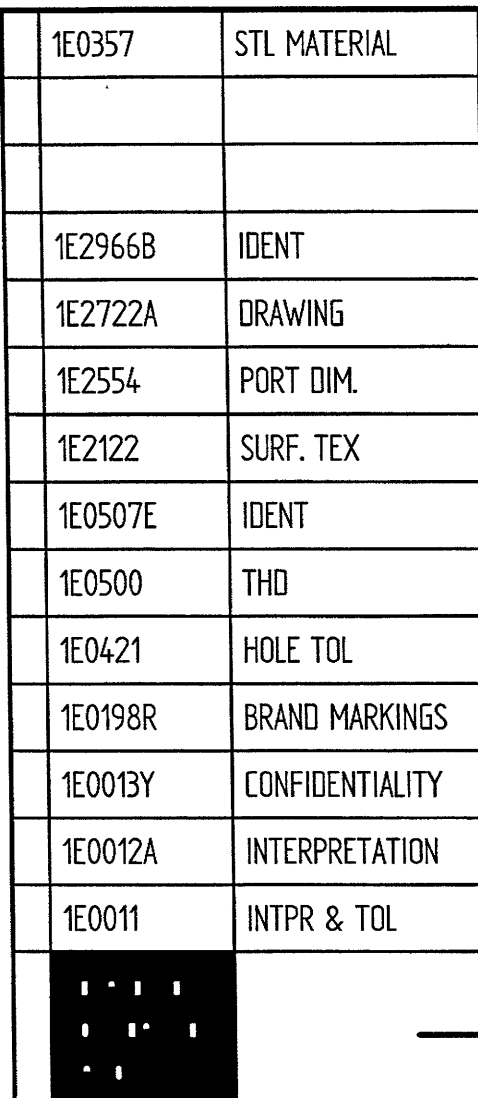 1E0357 STL MATERIAL
1E2966B IDENT
1E2722A DRAWING
1E2554 PORT DIM.
1E2122 SURF. TEX
1E0507E IDENT
1E0500 THD
1E0421 HOLE TOL
1E0198R BRAND MARKINGS
1E0013Y CONFIDENTIALITY
1E0012A INTERPRETATION
1E0011 INTPR & TOL